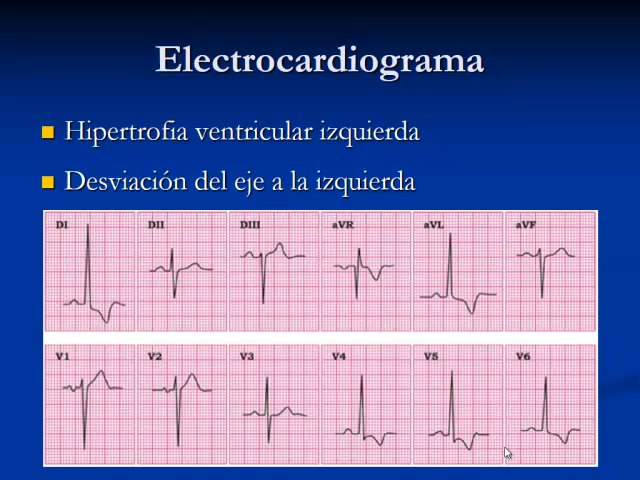 Electrocardiograma
Hipertrofia ventricular izquierda
Desviación del eje a la izquierda
DI DII DIII aVR aVL aVF
V1 V2 V3 V4 V5 V6